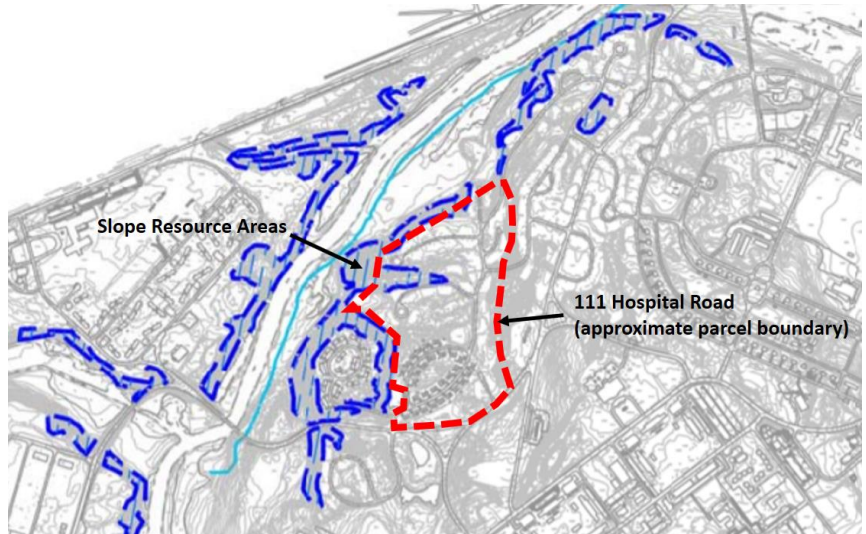 Slope Resource Areas
111 Hospital Road
(approximate parcel boundary)